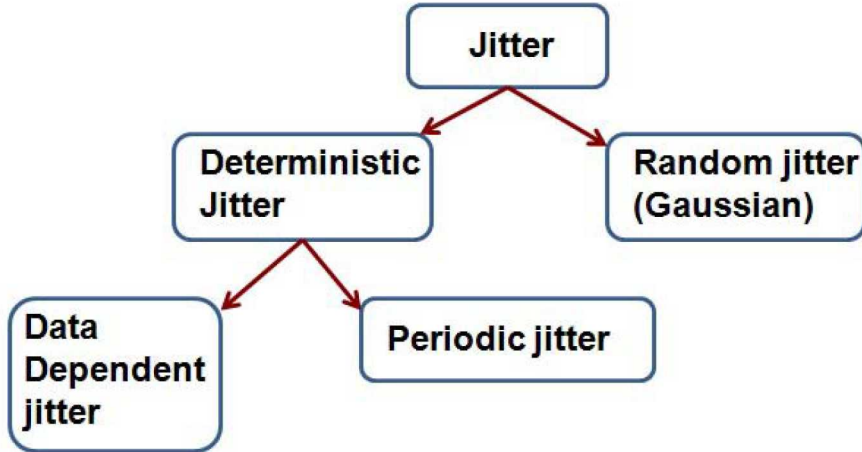 Jitter
Deterministic
Jitter
Random jitter
(Gaussian)
Data
Dependent
jitter
Periodic jitter